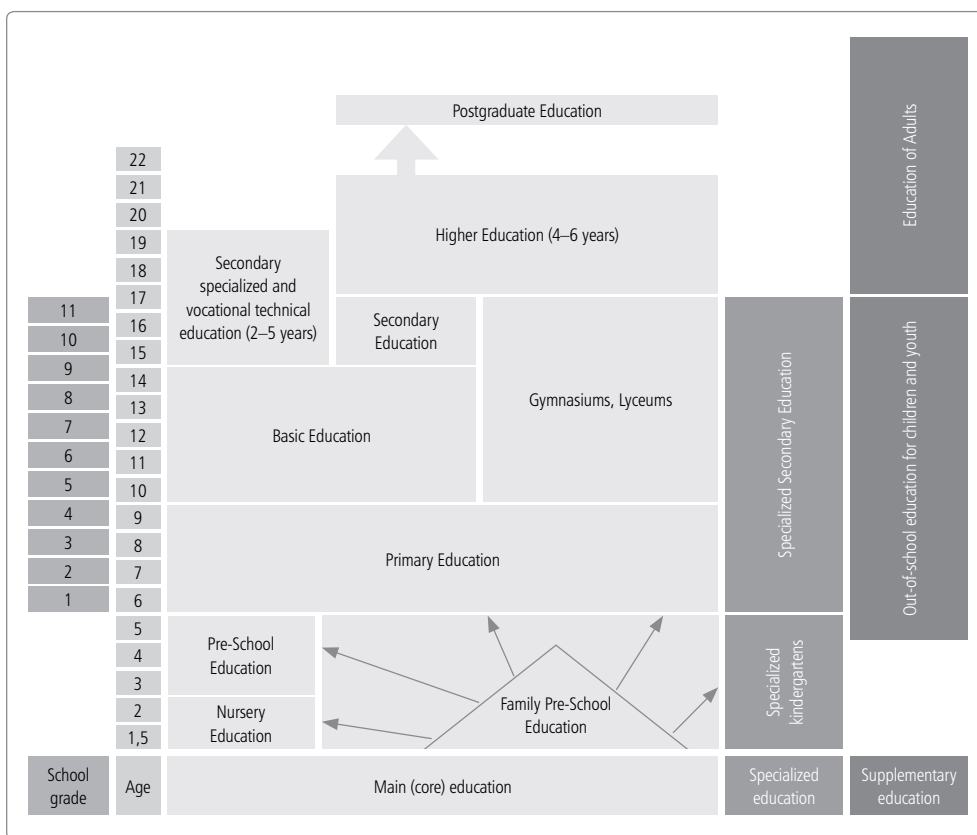 Postgraduate Education
22
21
20
19
18
17
16
15
14
13
12
11
10
9
8
7
6
5
4
3
2
1,5
11
10
9
8
7
6
5
4
3
2
1
Higher Education (4–6 years)
Secondary
specialized and
vocational technical
education (2–5 years)
Secondary
Education
Gymnasiums, Lyceums
Basic Education
Primary Education
Pre-School
Education
Nursery
Education
Family Pre-School
Education
Specialized Secondary Education
Specialized
kindergartens
Education of Adults
Out-of-school education for children and youth
School
grade
Age
Main (core) education
Specialized
education
Supplementary
education